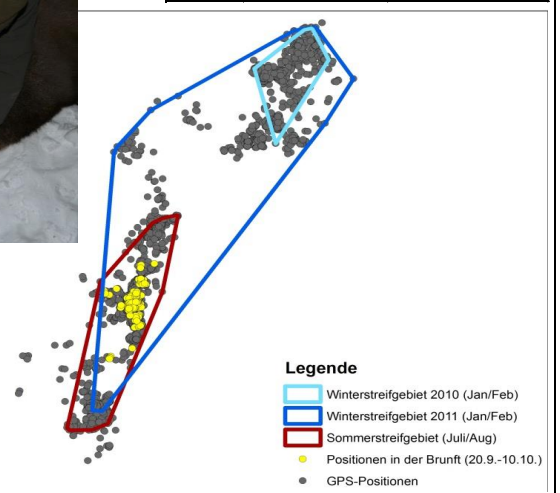 Legende
Winterstreifgebiet 2010 (Jan/Feb)
Winterstreifgebiet 2011 (Jan/Feb)
Sommerstreifgebiet (Juli/Aug)
Positionen in der Brunft (20.9.-10.10.)
GPS-Positionen